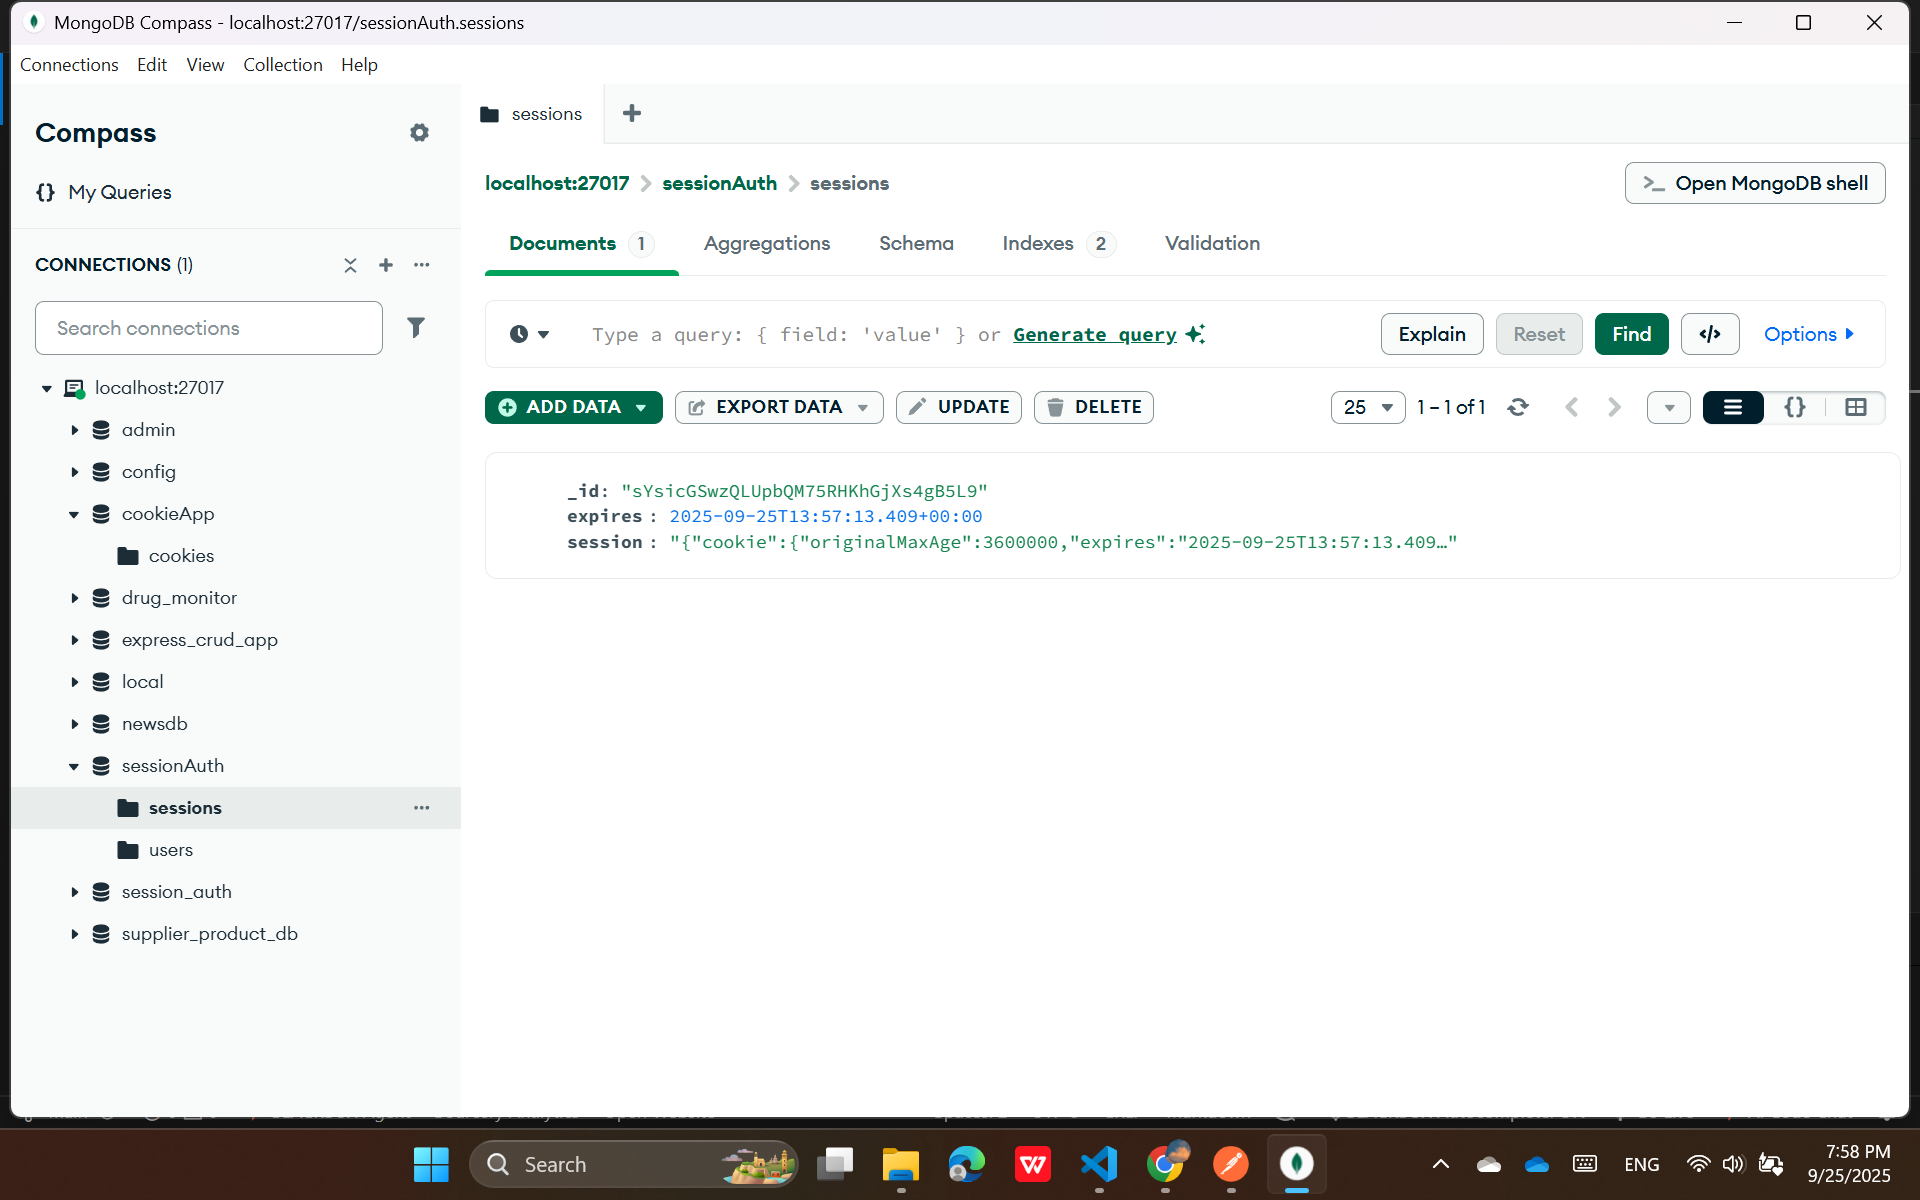 MongoDB Compass - localhost:27017/sessionAuth.sessions
Connections Edit View Collection Help
Compass
My Queries
CONNECTIONS (1)
Search connections
localhost:27017
admin
config
cookieApp
cookies
drug_monitor
express_crud_app
local
newsdb
sessionAuth
sessions
users
session_auth
supplier_product_db
sessions
localhost:27017 > sessionAuth > sessions
>_ Open MongoDB shell
Documents 1 Aggregations Schema Indexes 2 Validation
Type a query: { field: 'value' } or Generate query
Explain Reset Find </> Options
ADD DATA EXPORT DATA UPDATE DELETE
25 1 – 1 of 1 {}
_id: "sYsicGSwzQLUpbQM75RHKhGjXs4gB5L9"
expires : 2025-09-25T13:57:13.409+00:00
session : "{"cookie":{"originalMaxAge":3600000,"expires":"2025-09-25T13:57:13.409…"
Search
ENG
7:58 PM
9/25/2025